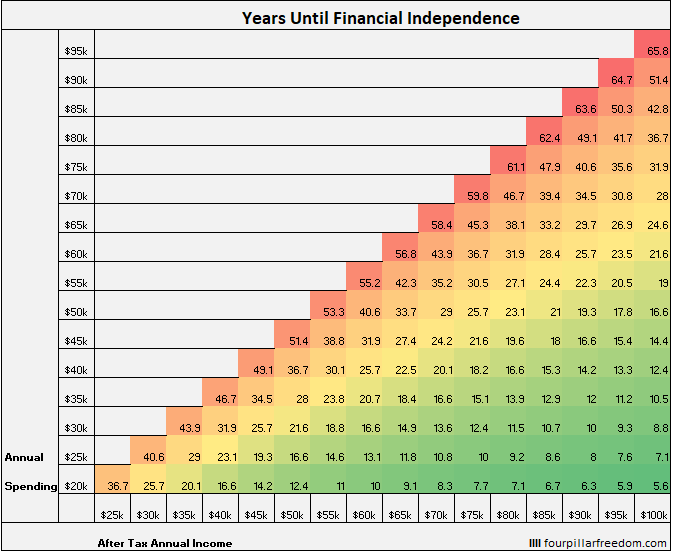 Years Until Financial Independence
$95k 65.8
$90k 64.7 51.4
$85k 63.6 50.3 42.8
$80k 62.4 49.1 41.7 36.7
$75k 61.1 47.9 40.6 35.6 31.9
$70k 59.8 46.7 39.4 34.5 30.8 28
$65k 58.4 45.3 38.1 33.2 29.7 26.9 24.6
$60k 56.8 43.9 36.7 31.9 28.4 25.7 23.5 21.6
$55k 55.2 42.3 35.2 30.5 27.1 24.4 22.3 20.5 19
$50k 53.3 40.6 33.7 29 25.7 23.1 21 19.3 17.8 16.6
$45k 51.4 38.8 31.9 27.4 24.2 21.6 19.6 18 16.6 15.4 14.4
$40k 49.1 36.7 30.1 25.7 22.5 20.1 18.2 16.6 15.3 14.2 13.3 12.4
$35k 46.7 34.5 28 23.8 20.7 18.4 16.6 15.1 13.9 12.9 12 11.2 10.5
$30k 43.9 31.9 25.7 21.6 18.8 16.6 14.9 13.6 12.4 11.5 10.7 10 9.3 8.8
Annual $25k 40.6 29 23.1 19.3 16.6 14.6 13.1 11.8 10.8 10 9.2 8.6 8 7.6 7.1
Spending $20k 36.7 25.7 20.1 16.6 14.2 12.4 11 10 9.1 8.3 7.7 7.1 6.7 6.3 5.9 5.6
$25k $30k $35k $40k $45k $50k $55k $60k $65k $70k $75k $80k $85k $90k $95k $100k
After Tax Annual Income fourpillarfreedom.com